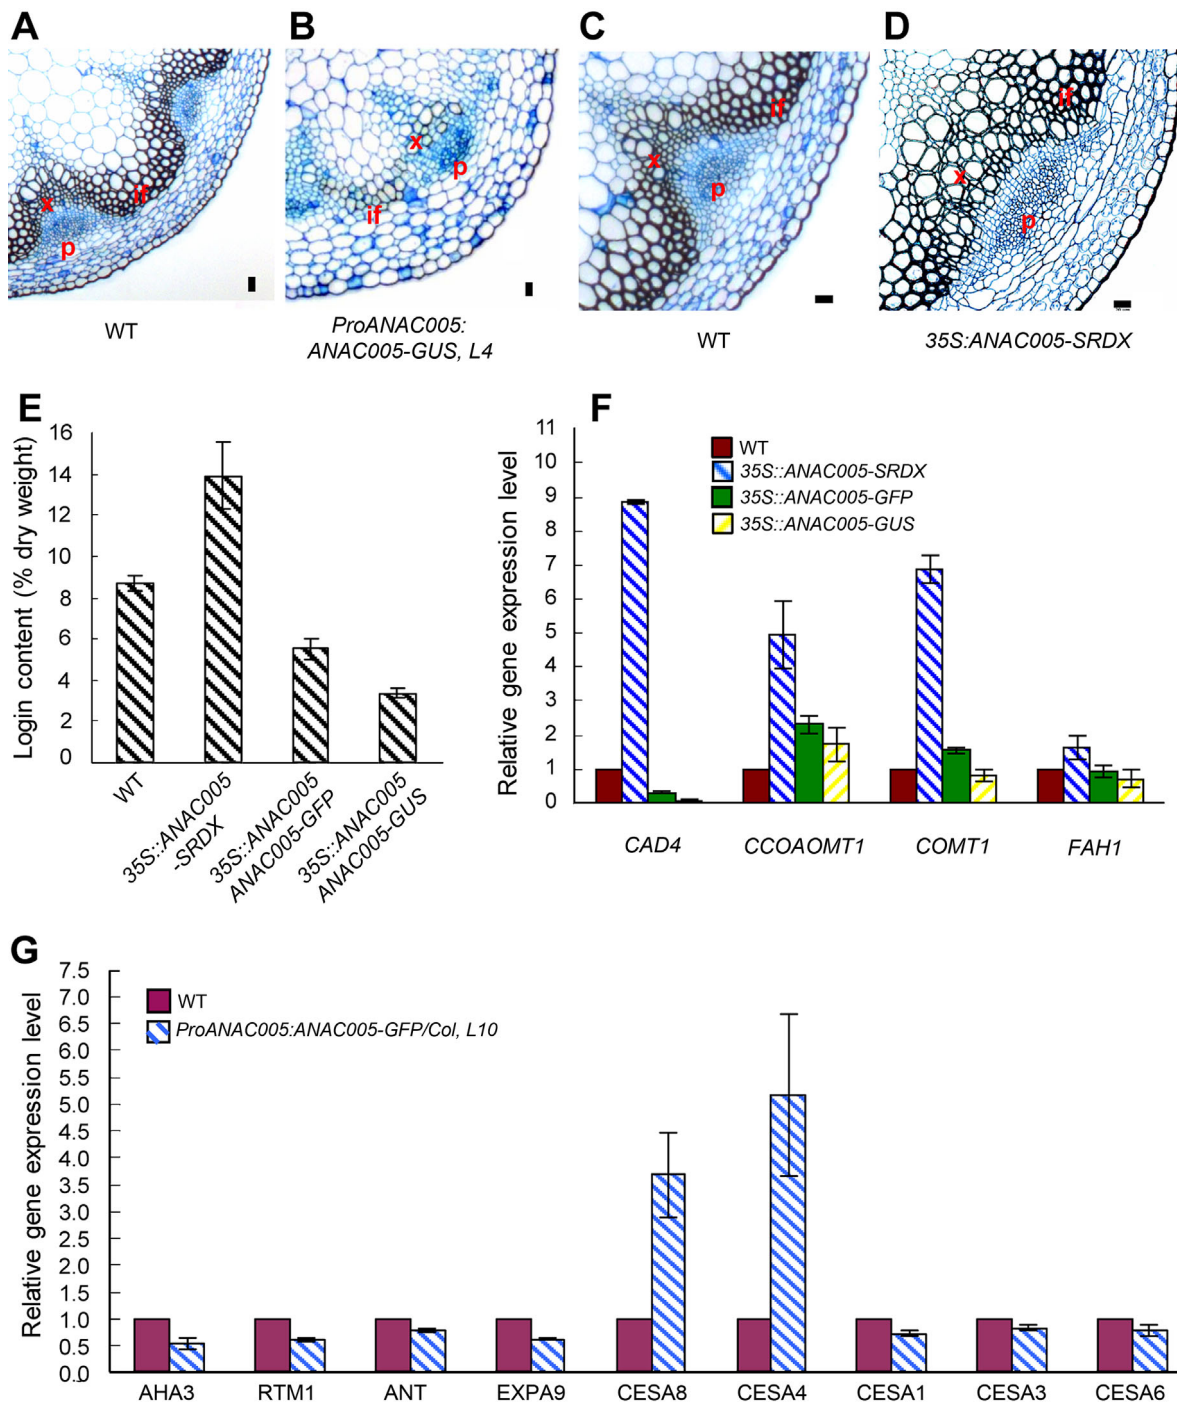 A
B
C
D
x
if
p
x
p
if
if
x
p
if
x
p
WT
ProANAC005:
ANAC005-GUS, L4
WT
35S:ANAC005-SRDX
E
Login content (% dry weight)
16
14
12
10
8
6
4
2
0
WT
35S::ANAC005
-SRDX
35S::ANAC005
ANAC005-GFP
35S::ANAC005
ANAC005-GUS
F
Relative gene expression level
11
10
9
8
7
6
5
4
3
2
1
0
WT
35S::ANAC005-SRDX
35S::ANAC005-GFP
35S::ANAC005-GUS
CAD4
CCOAOMT1
COMT1
FAH1
G
Relative gene expression level
7.5
7.0
6.5
6.0
5.5
5.0
4.5
4.0
3.5
3.0
2.5
2.0
1.5
1.0
0.5
0.0
WT
ProANAC005:ANAC005-GFP/Col, L10
AHA3
RTM1
ANT
EXPA9
CESA8
CESA4
CESA1
CESA3
CESA6